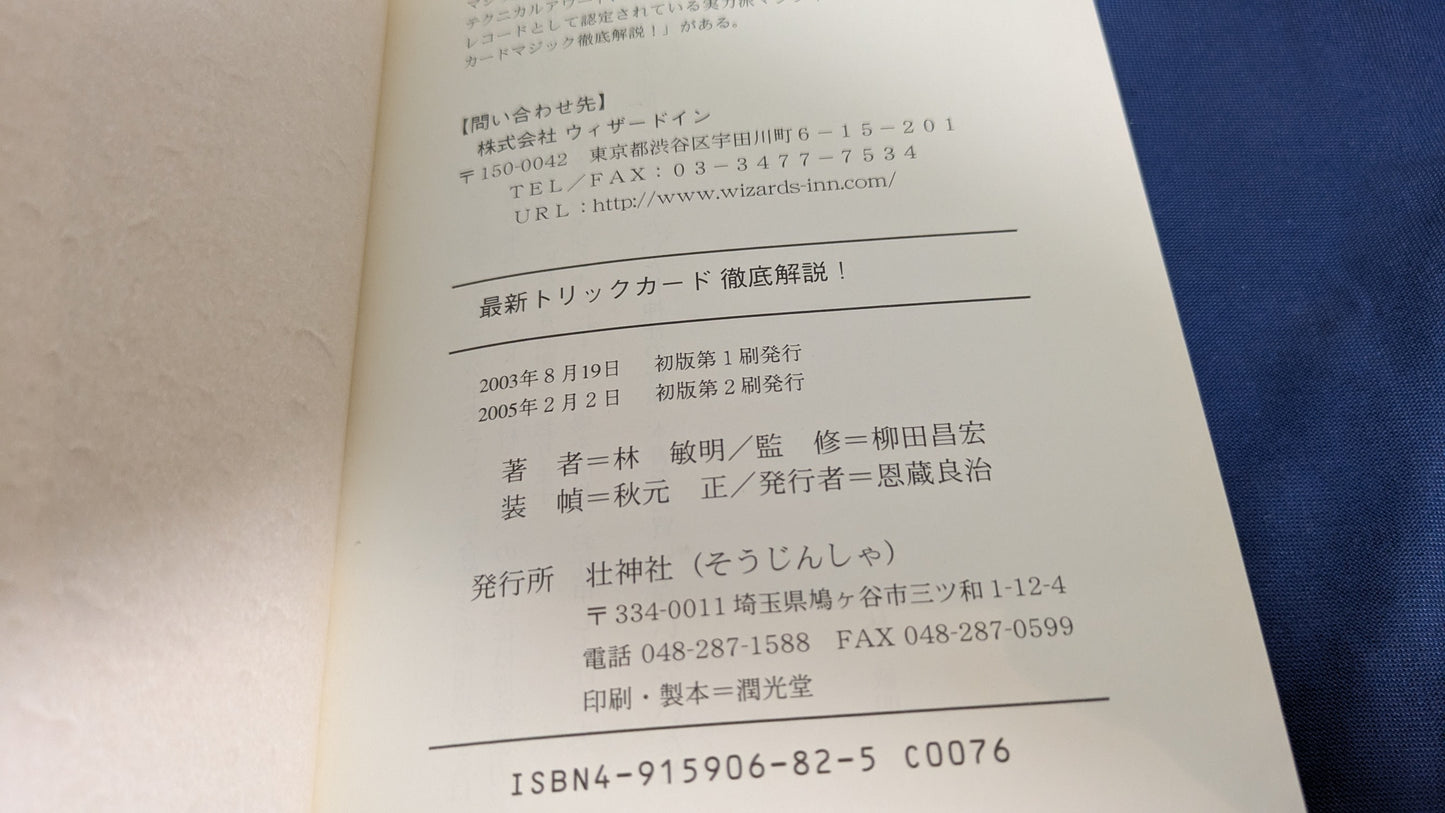 テクニカルアワード
レコードとして認定されている実力派マジ
カードマジック徹底解説！」がある。
【問い合わせ先】
株式会社 ウィザードイン
〒150-0042　東京都渋谷区宇田川町６－１５－２０１
ＴＥＬ／ＦＡＸ：０３－３４７７－７５３４
ＵＲＬ：http://www.wizards-inn.com/
最新トリックカード 徹底解説！
2003年８月19日　初版第１刷発行
2005年２月２日　初版第２刷発行
著　者＝林　敏明／監　修＝柳田昌宏
装　幀＝秋元　正／発行者＝恩蔵良治
発行所　壮神社（そうじんしゃ）
〒334-0011 埼玉県鳩ヶ谷市三ツ和 1-12-4
電話 048-287-1588　FAX 048-287-0599
印刷・製本＝潤光堂
ISBN4-915906-82-5 C0076